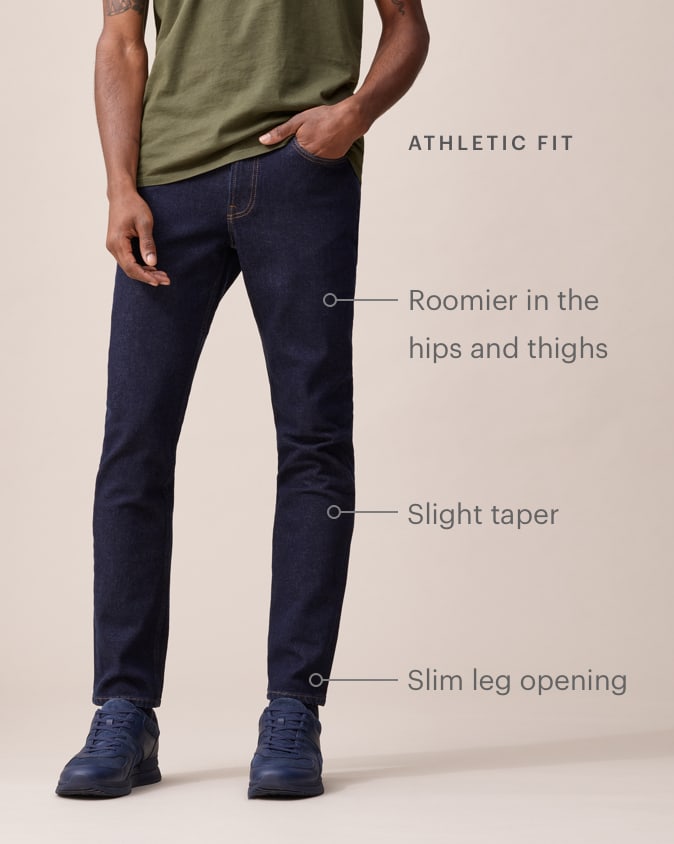 ATHLETIC FIT
Roomier in the
hips and thighs
Slight taper
Slim leg opening